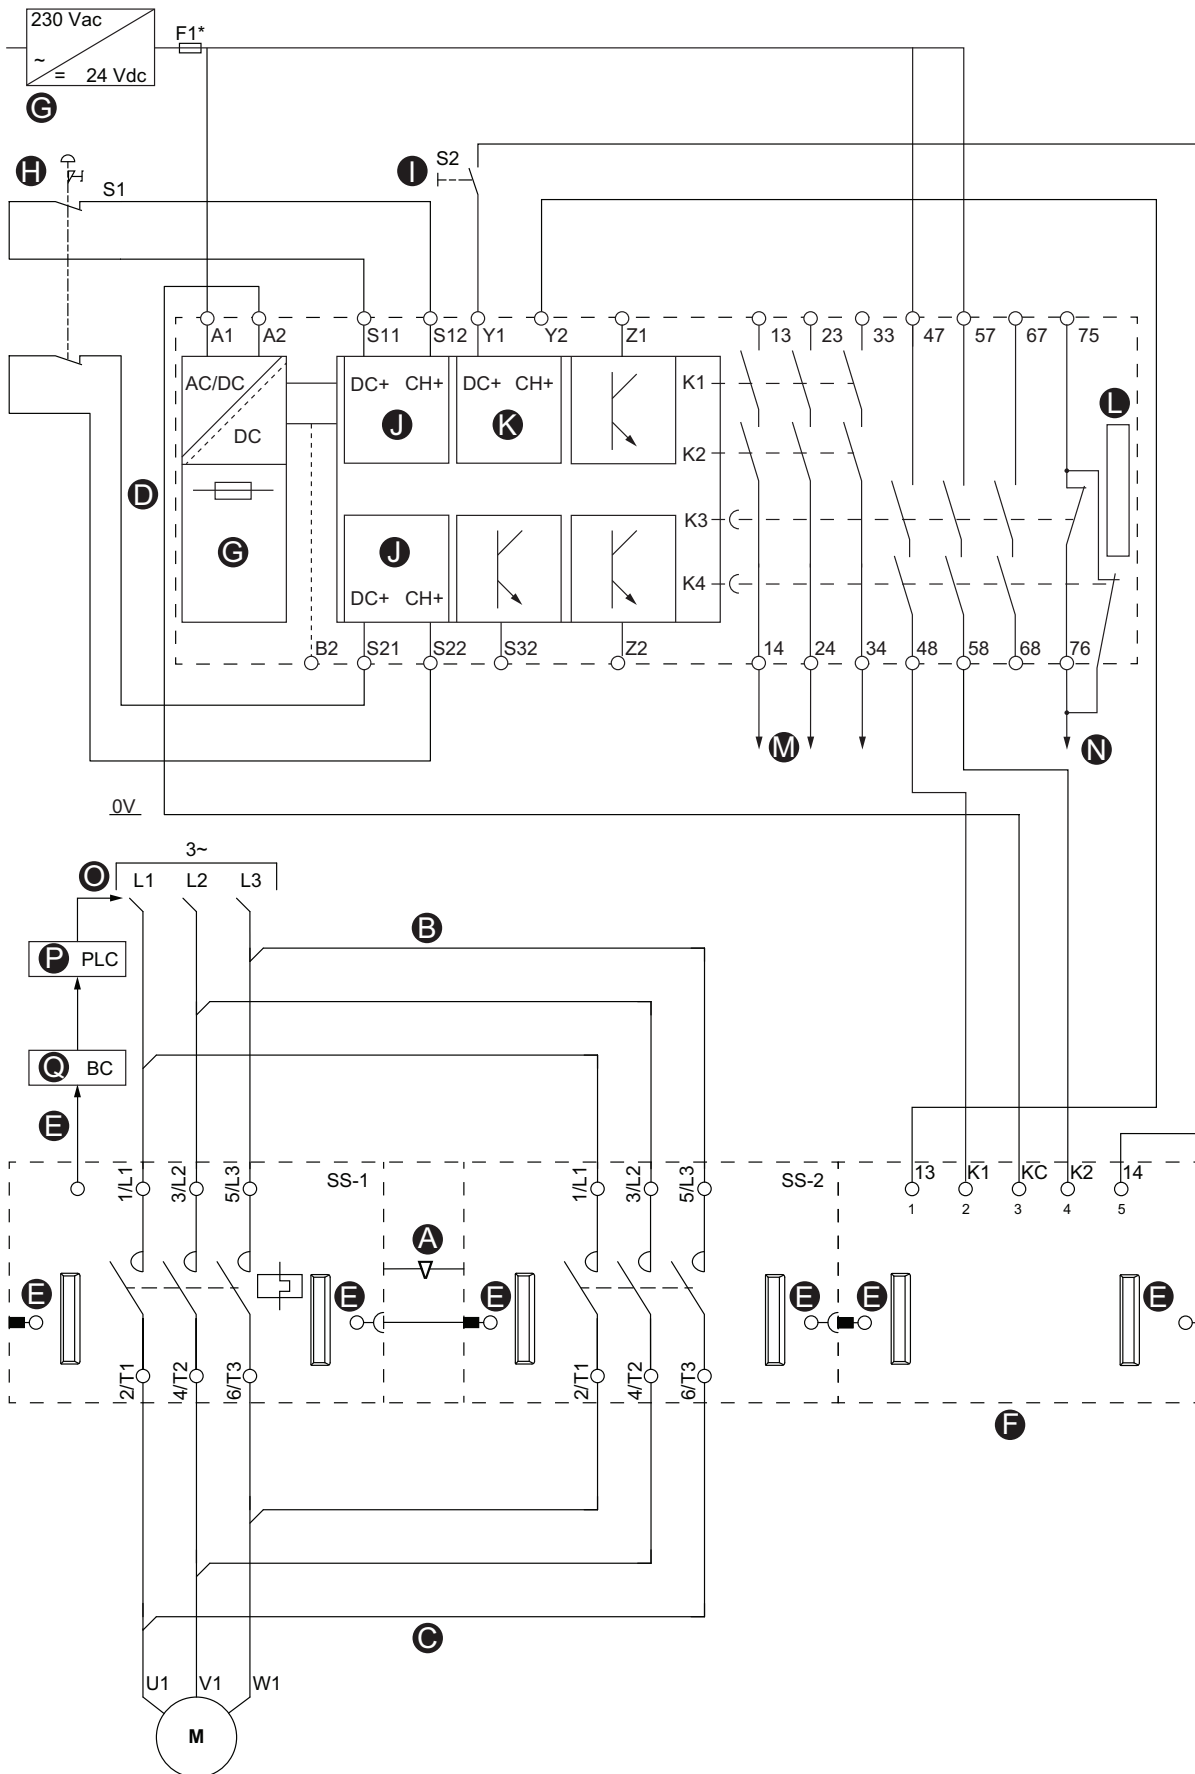 230 Vac
~
= 24 Vdc
F1*
G
H
S1
I
S2
A1 A2 S11 S12 Y1 Y2 Z1 13 23 33 47 57 67 75
AC/DC
DC
DC+ CH+
J
DC+ CH+
K
K1
L
K2
D
G
K3
J
DC+ CH+
K4
B2 S21 S22 S32 Z2 14 24 34 48 58 68 76
M
N
0V
3~
O
L1 L2 L3
B
P PLC
Q BC
E
1/L1 3/L2 5/L3
SS-1
1/L1 3/L2 5/L3
SS-2
13 K1 KC K2 14
1 2 3 4 5
A
E E E E E E
2/T1 4/T2 6/T3
2/T1 4/T2 6/T3
F
C
U1 V1 W1
M